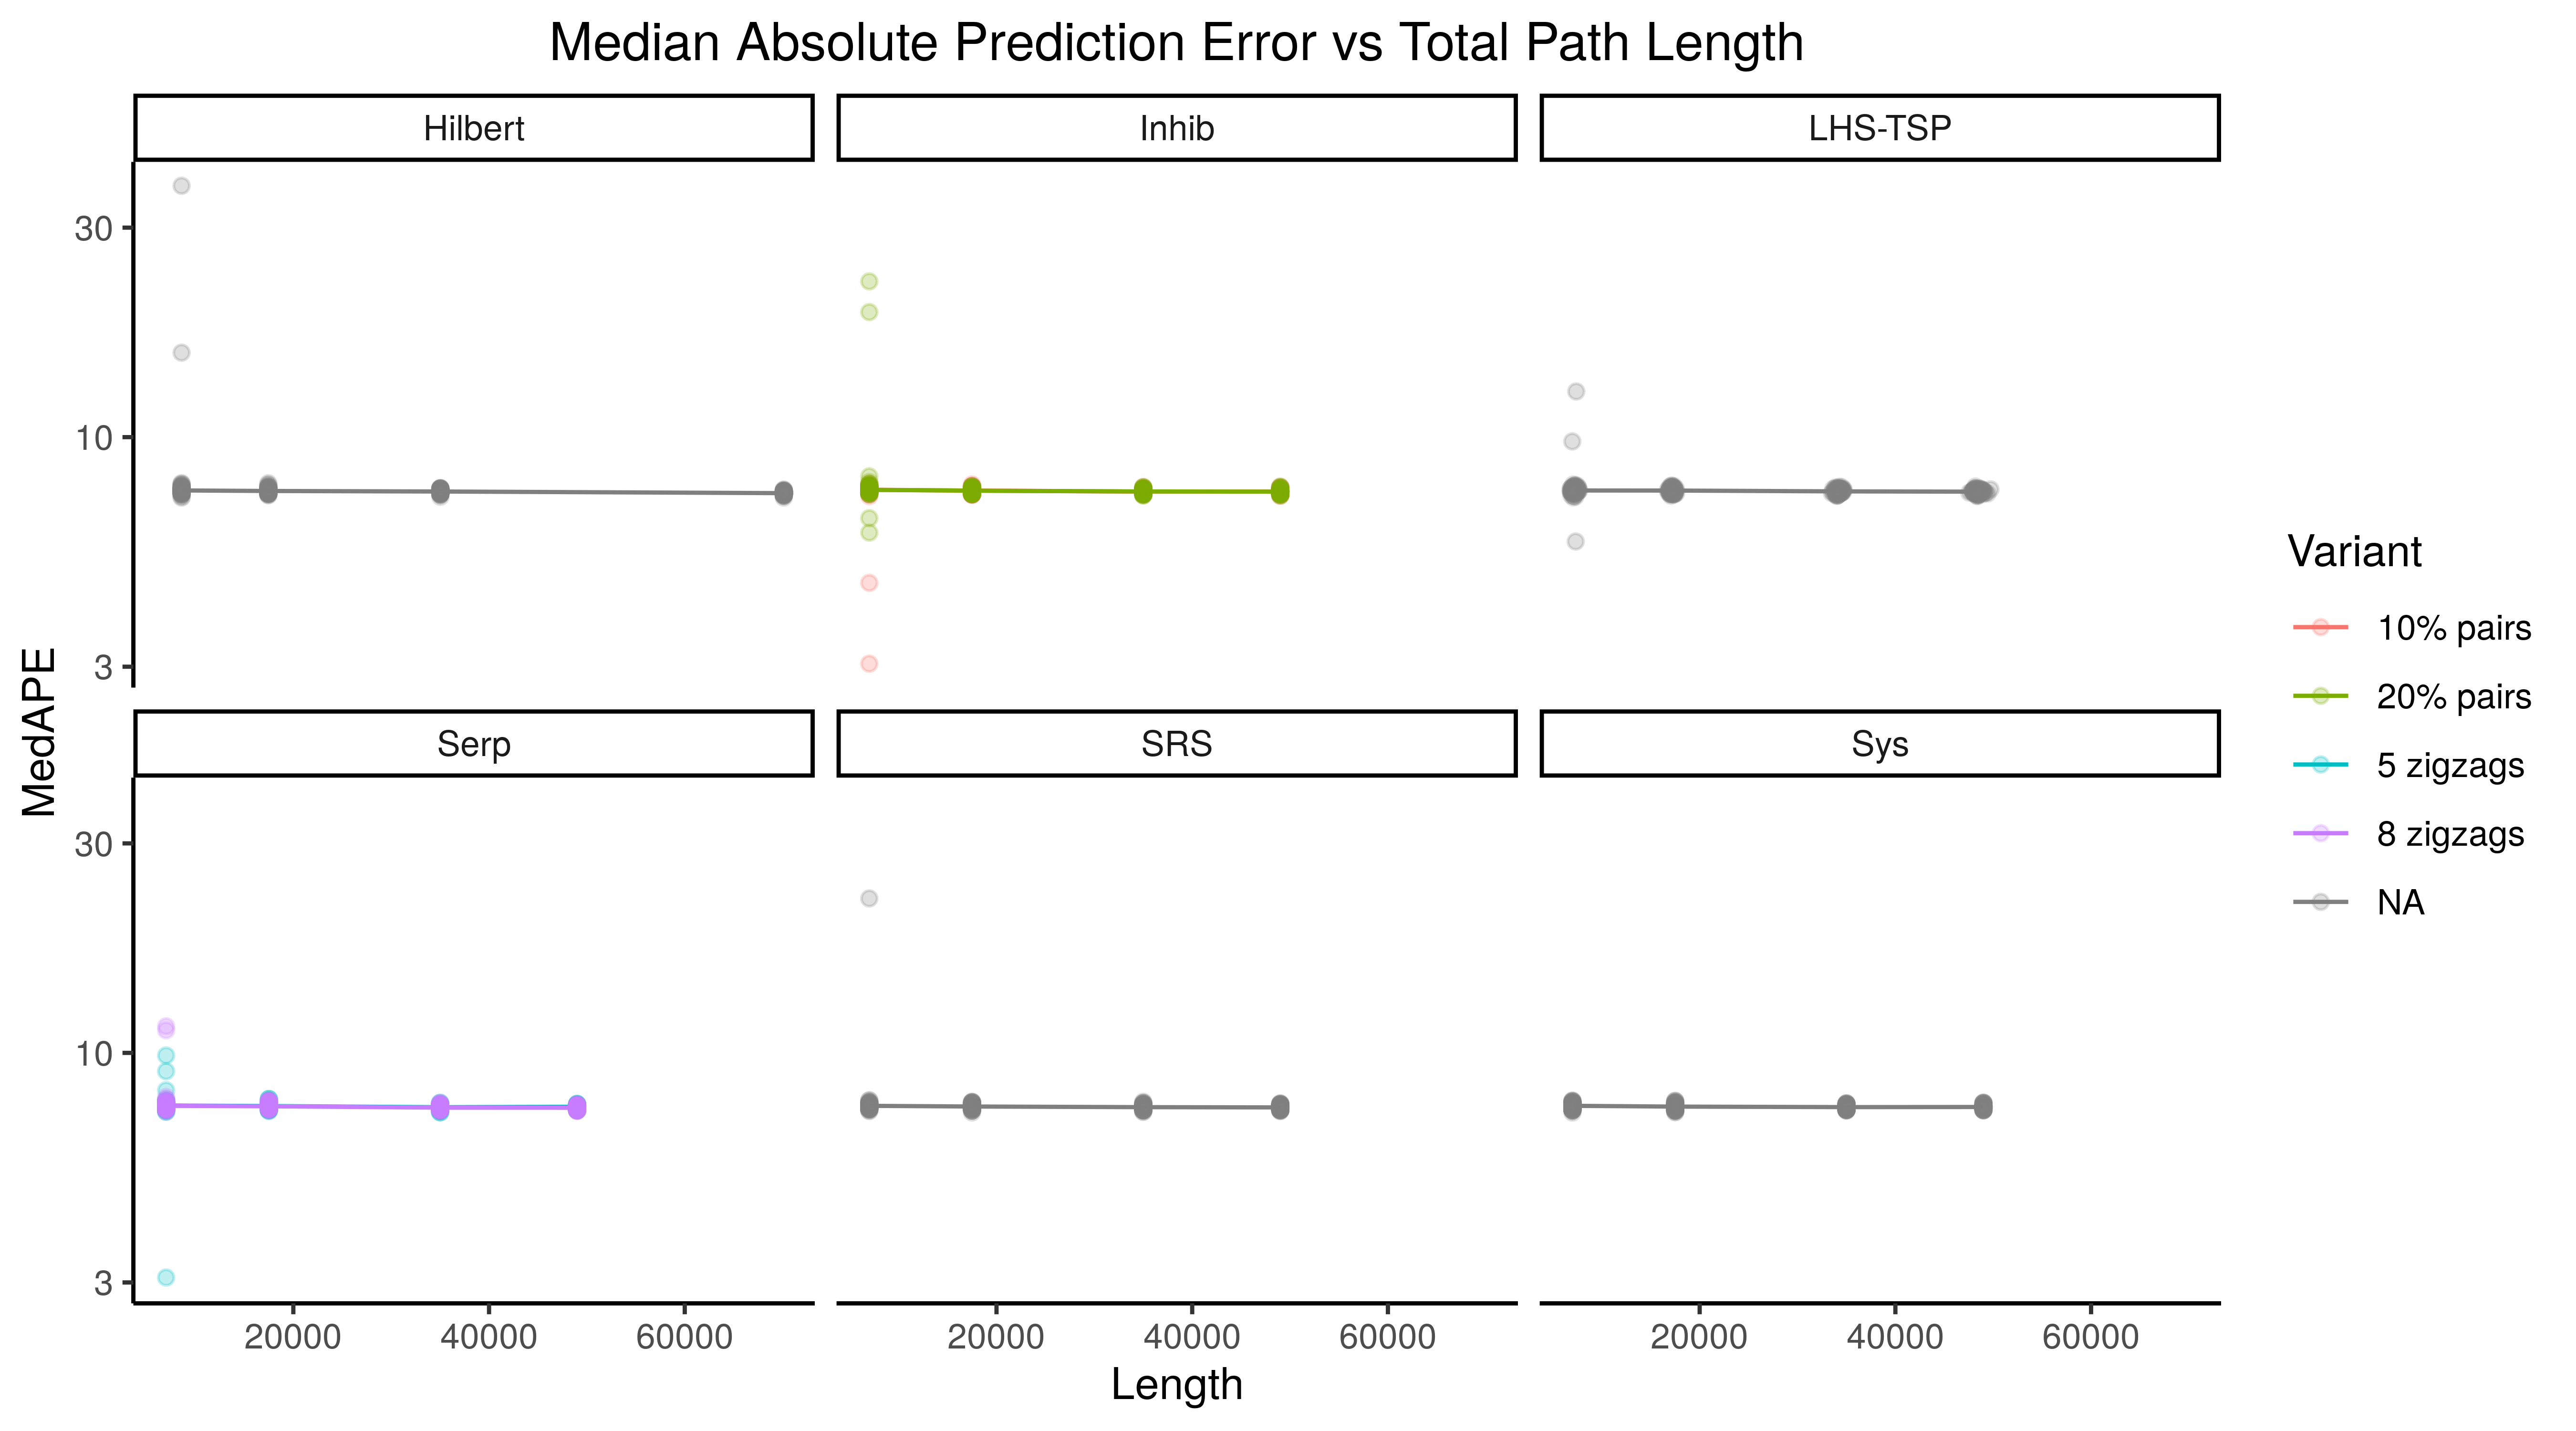 Median Absolute Prediction Error vs Total Path Length
Hilbert
Inhib
LHS-TSP
30
10
3
MedAPE
Serp
SRS
Sys
30
10
3
20000 40000 60000
20000 40000 60000
20000 40000 60000
Length
Variant
10% pairs
20% pairs
5 zigzags
8 zigzags
NA